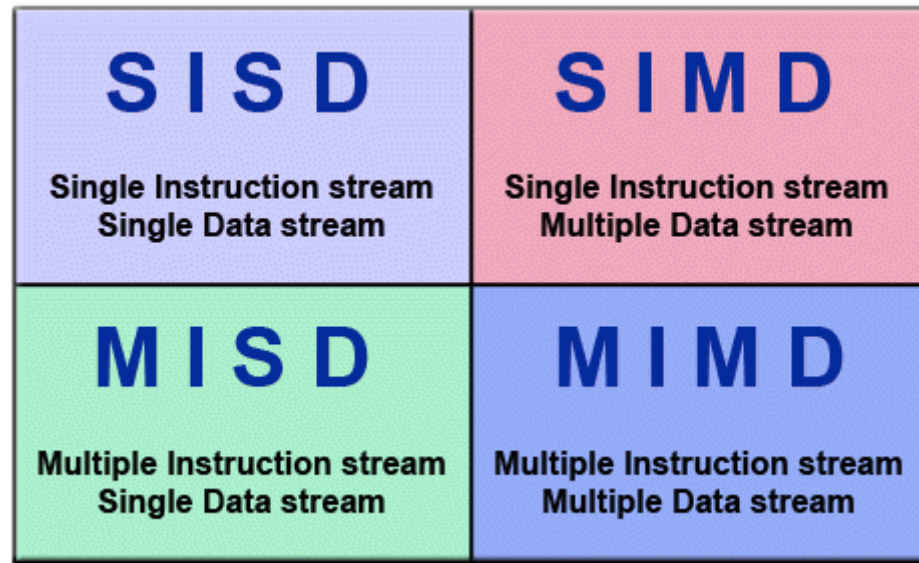 S I S D
Single Instruction stream
Single Data stream
S I M D
Single Instruction stream
Multiple Data stream
M I S D
Multiple Instruction stream
Single Data stream
M I M D
Multiple Instruction stream
Multiple Data stream